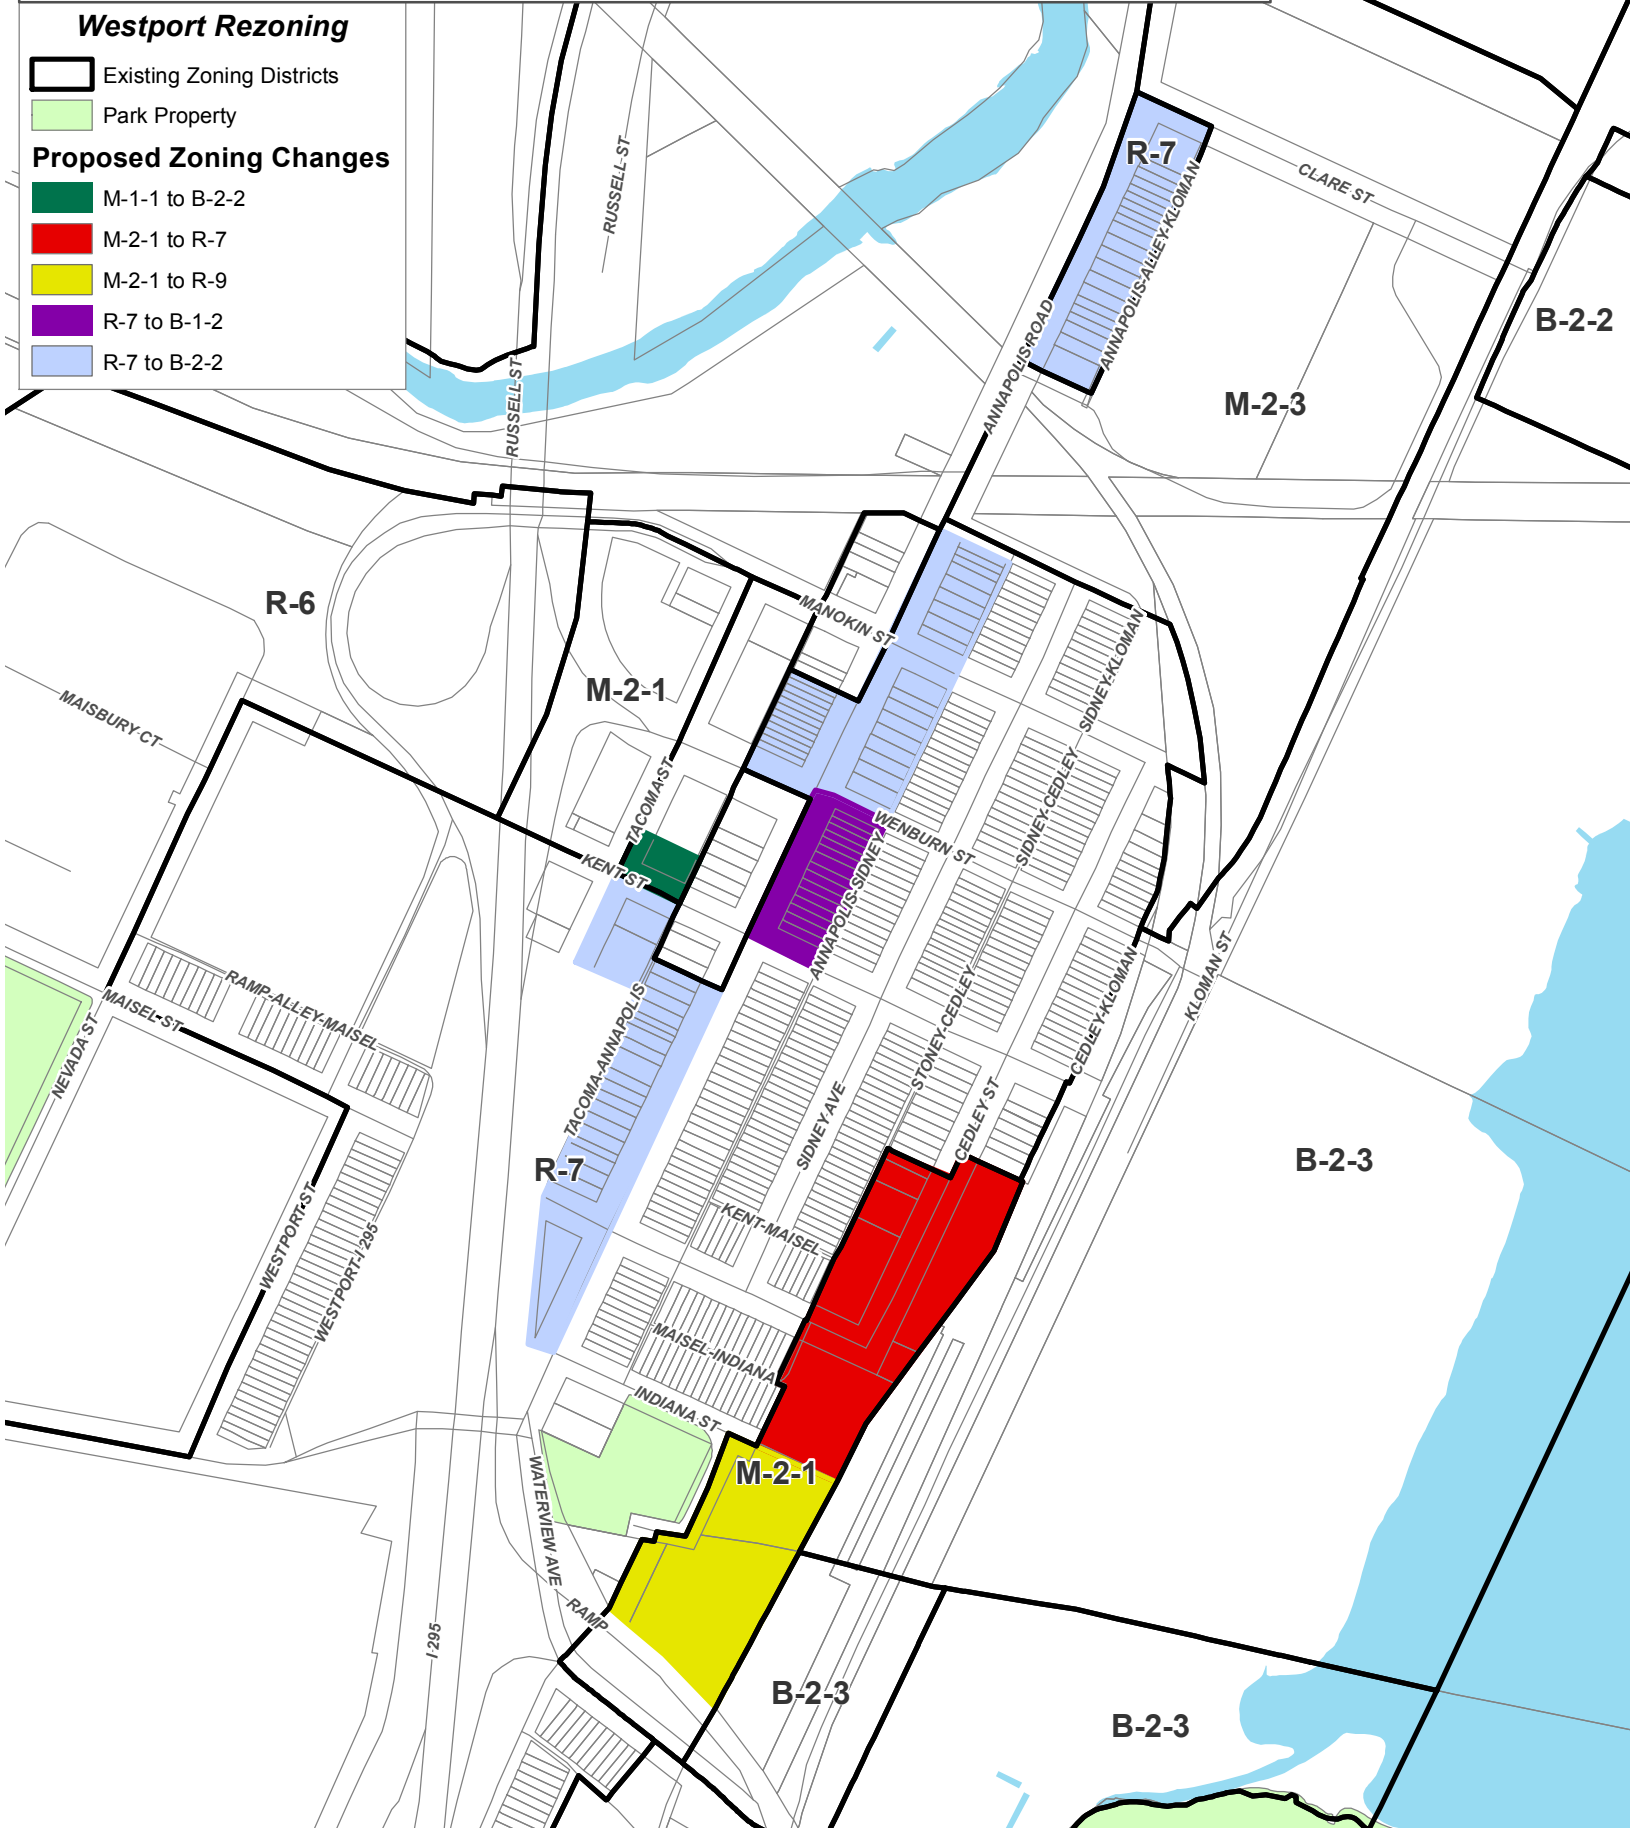 Westport Rezoning
Existing Zoning Districts
Park Property
Proposed Zoning Changes
M-1-1 to B-2-2
M-2-1 to R-7
M-2-1 to R-9
R-7 to B-1-2
R-7 to B-2-2
RUSSELL ST
R-7
CLARE ST
ANNAPOLIS-ALLEY-KLOMAN
B-2-2
ANNAPOLIS ROAD
RUSSELL ST
M-2-3
R-6
MANOKIN ST
SIDNEY-KLOMAN
M-2-1
MAISBURY CT
TACOMA ST
SIDNEY-CEDLEY
WENBURN ST
KENT ST
ANNAPOLIS-SIDNEY
KLOMAN ST
RAMP-ALLEY-MAISEL
MAISEL ST
NEVADA ST
TACOMA-ANNAPOLIS
STONEY-CEDLEY
CEDLEY-KLOMAN
SIDNEY AVE
CEDLEY ST
R-7
B-2-3
WESTPORT ST
WESTPORT-I 295
KENT-MAISEL
MAISEL-INDIANA
INDIANA ST
M-2-1
WATERVIEW AVE
RAMP
I 295
B-2-3
B-2-3